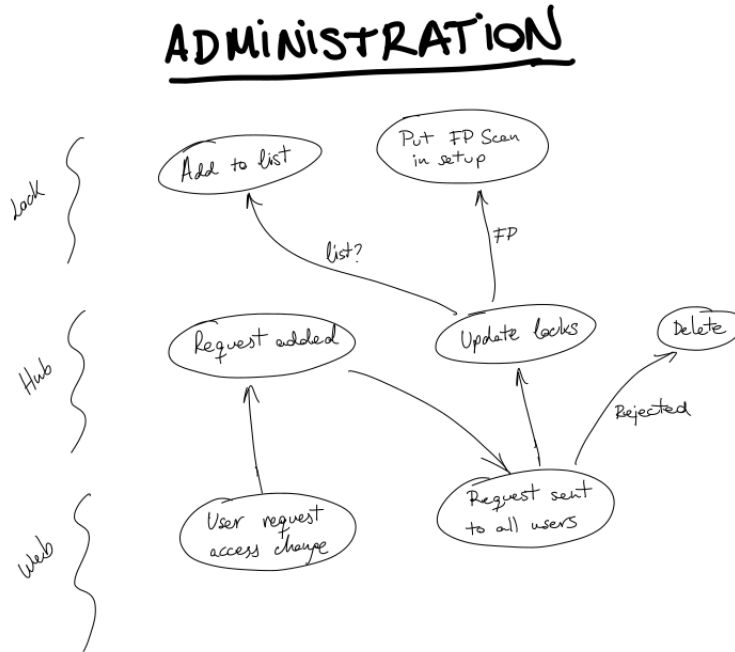 ADMINISTRATION
Lock
Add to list
Put FP Scan
in setup
list?
FP
Hub
Request added
Update locks
Delete
Rejected
Web
User request
access change
Request sent
to all users